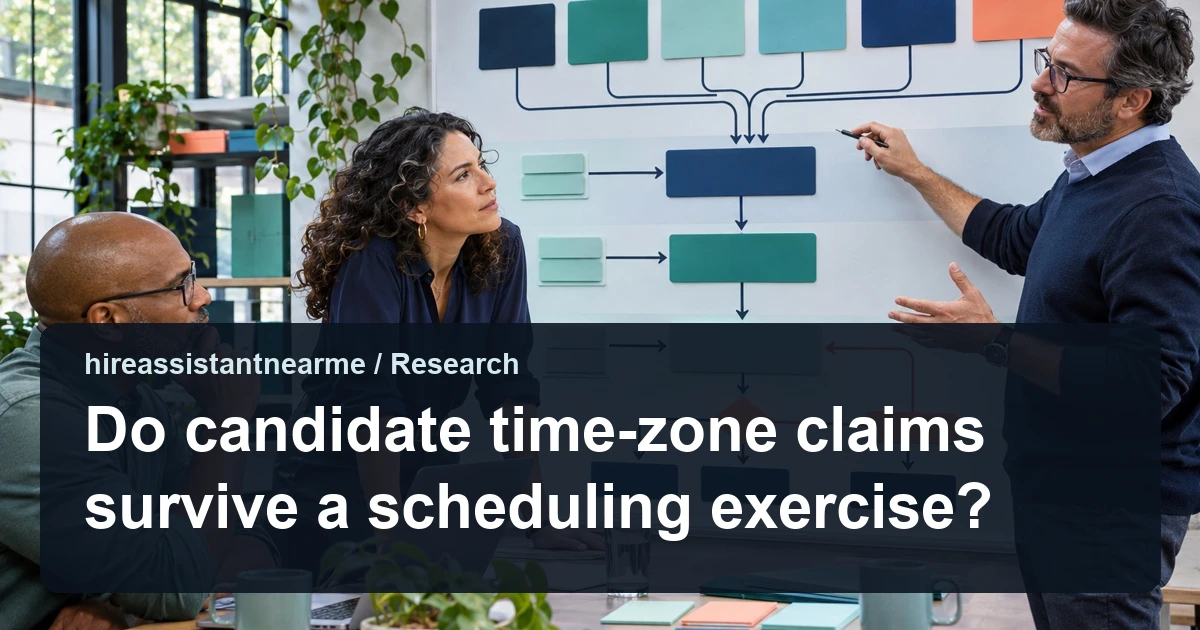 hireassistantnearme / Research
Do candidate time-zone claims
survive a scheduling exercise?